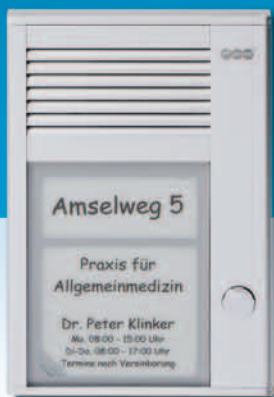 Amselweg 5
Praxis für
Allgemeinmedizin
Dr. Peter Klinker
Mo. 08:00 - 15:00 Uhr
Di-Do. 08:00 - 17:00 Uhr
Termine nach Vereinbarung